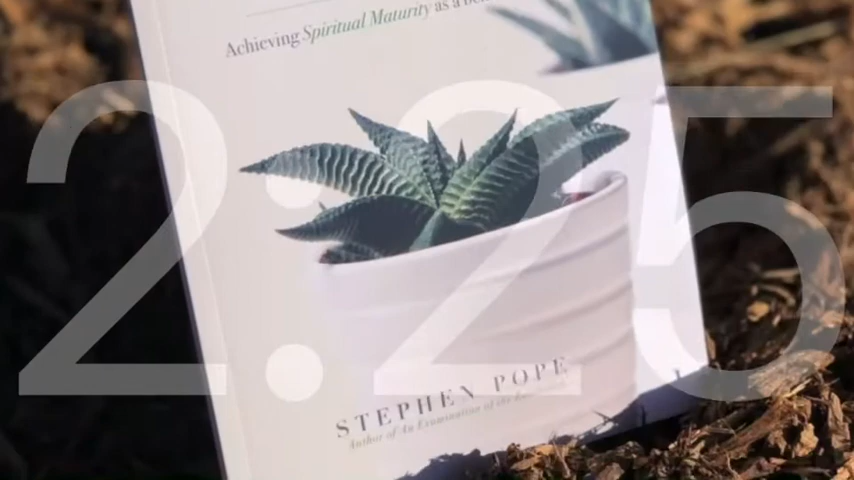 Achieving Spiritual Maturity as a
2:25
STEPHEN POPE
Author of An Examination of the